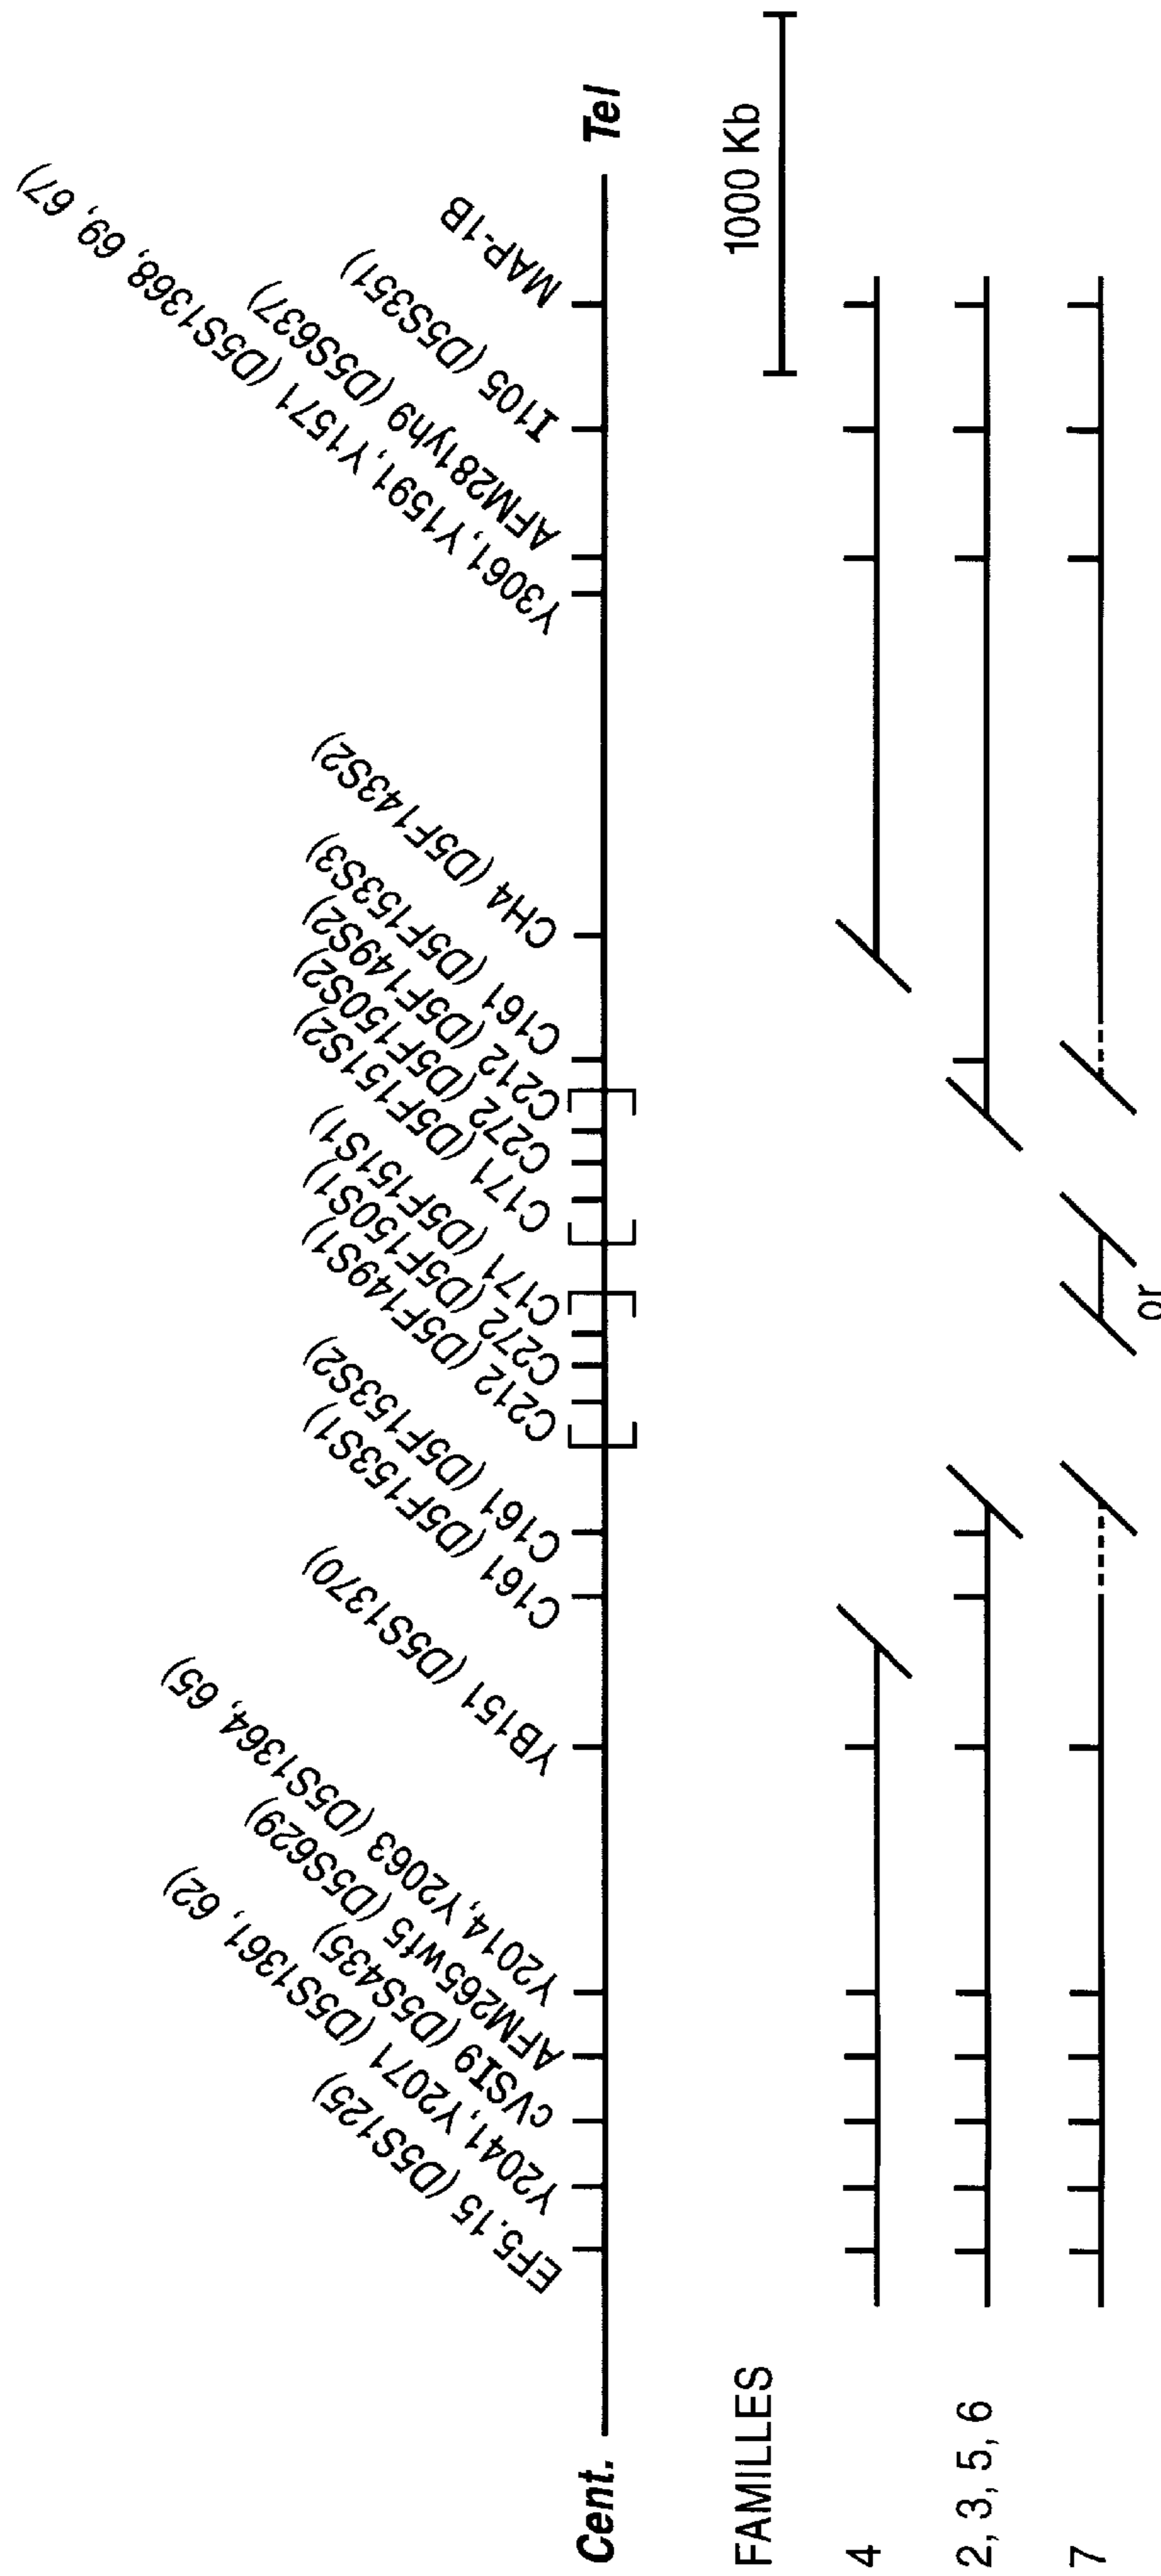 EF5.15 (D5S125)
Y2041, Y2071 (D5S1361, 62)
cVS19 (D5S435)
AFM265wf5 (D5S629)
Y2014, Y2063 (D5S1364, 65)
YB151 (D5S1370)
C161 (D5F153S1)
C161 (D5F153S2)
C212 (D5F149S1)
C272 (D5F150S1)
C171 (D5F151S1)
C171 (D5F151S2)
C272 (D5F150S2)
C212 (D5F149S2)
C161 (D5F153S3)
CH4 (D5F143S2)
Y3061, Y1591, Y1571 (D5S1368, 69, 67)
AFM281yh9 (D5S637)
I105 (D5S351)
MAP-1B
Cent.
Tel
FAMILLES
1000 Kb
4
2, 3, 5, 6
7
or